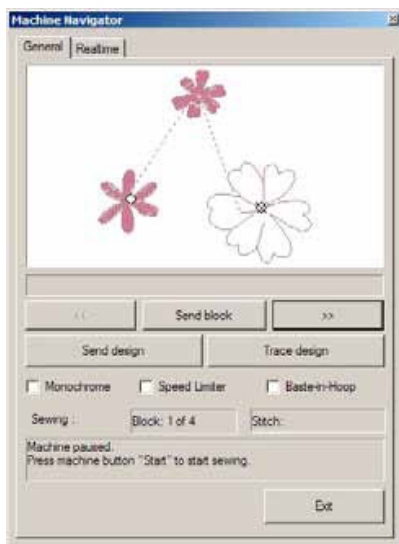 Machine Navigator
General Realtime
<< Send block >>
Send design Trace design
Monochrome Speed Limiter Baste-in-Hoop
Sewing : Block: 1 of 4 Stitch:
Machine paused.
Press machine button "Start" to start sewing.
Exit